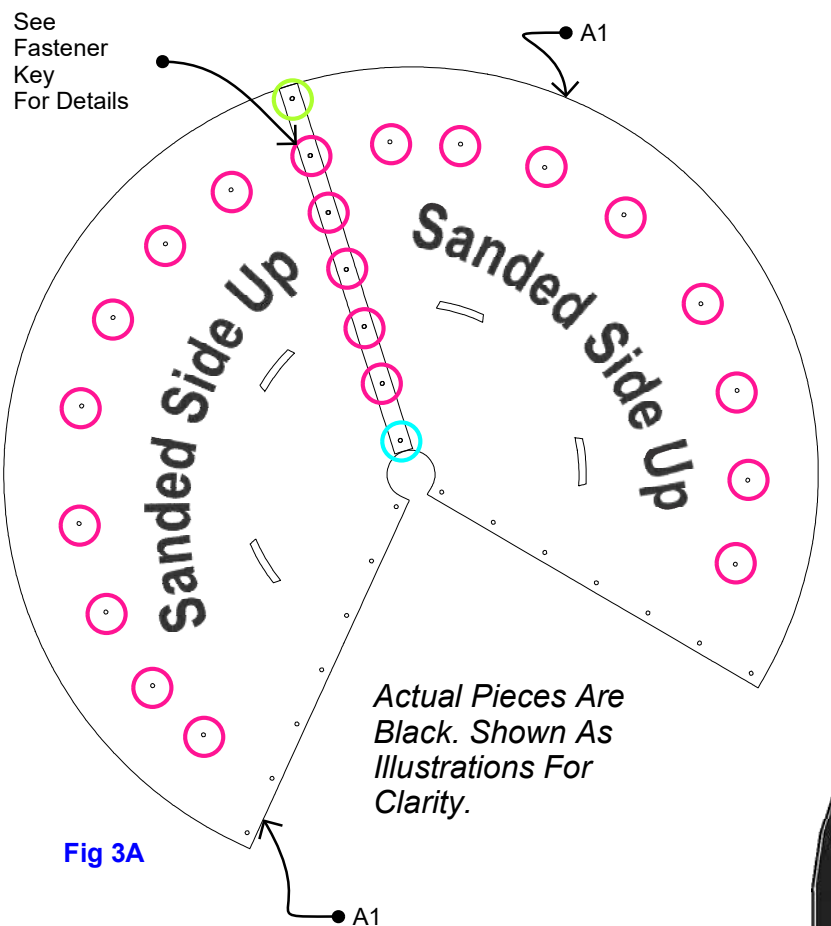 See
Fastener
Key
For Details
A1
Sanded Side Up
Sanded Side Up
Actual Pieces Are
Black. Shown As
Illustrations For
Clarity.
Fig 3A
A1